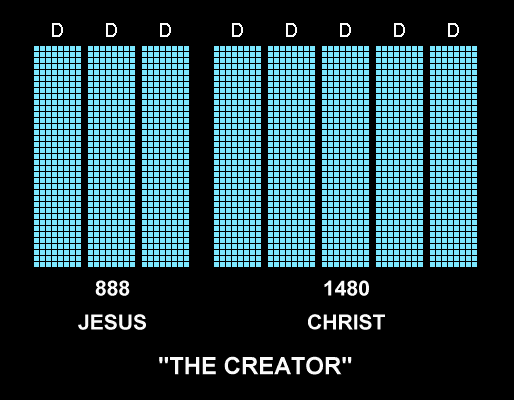 D D D D D D D D
888 1480
JESUS CHRIST
"THE CREATOR"